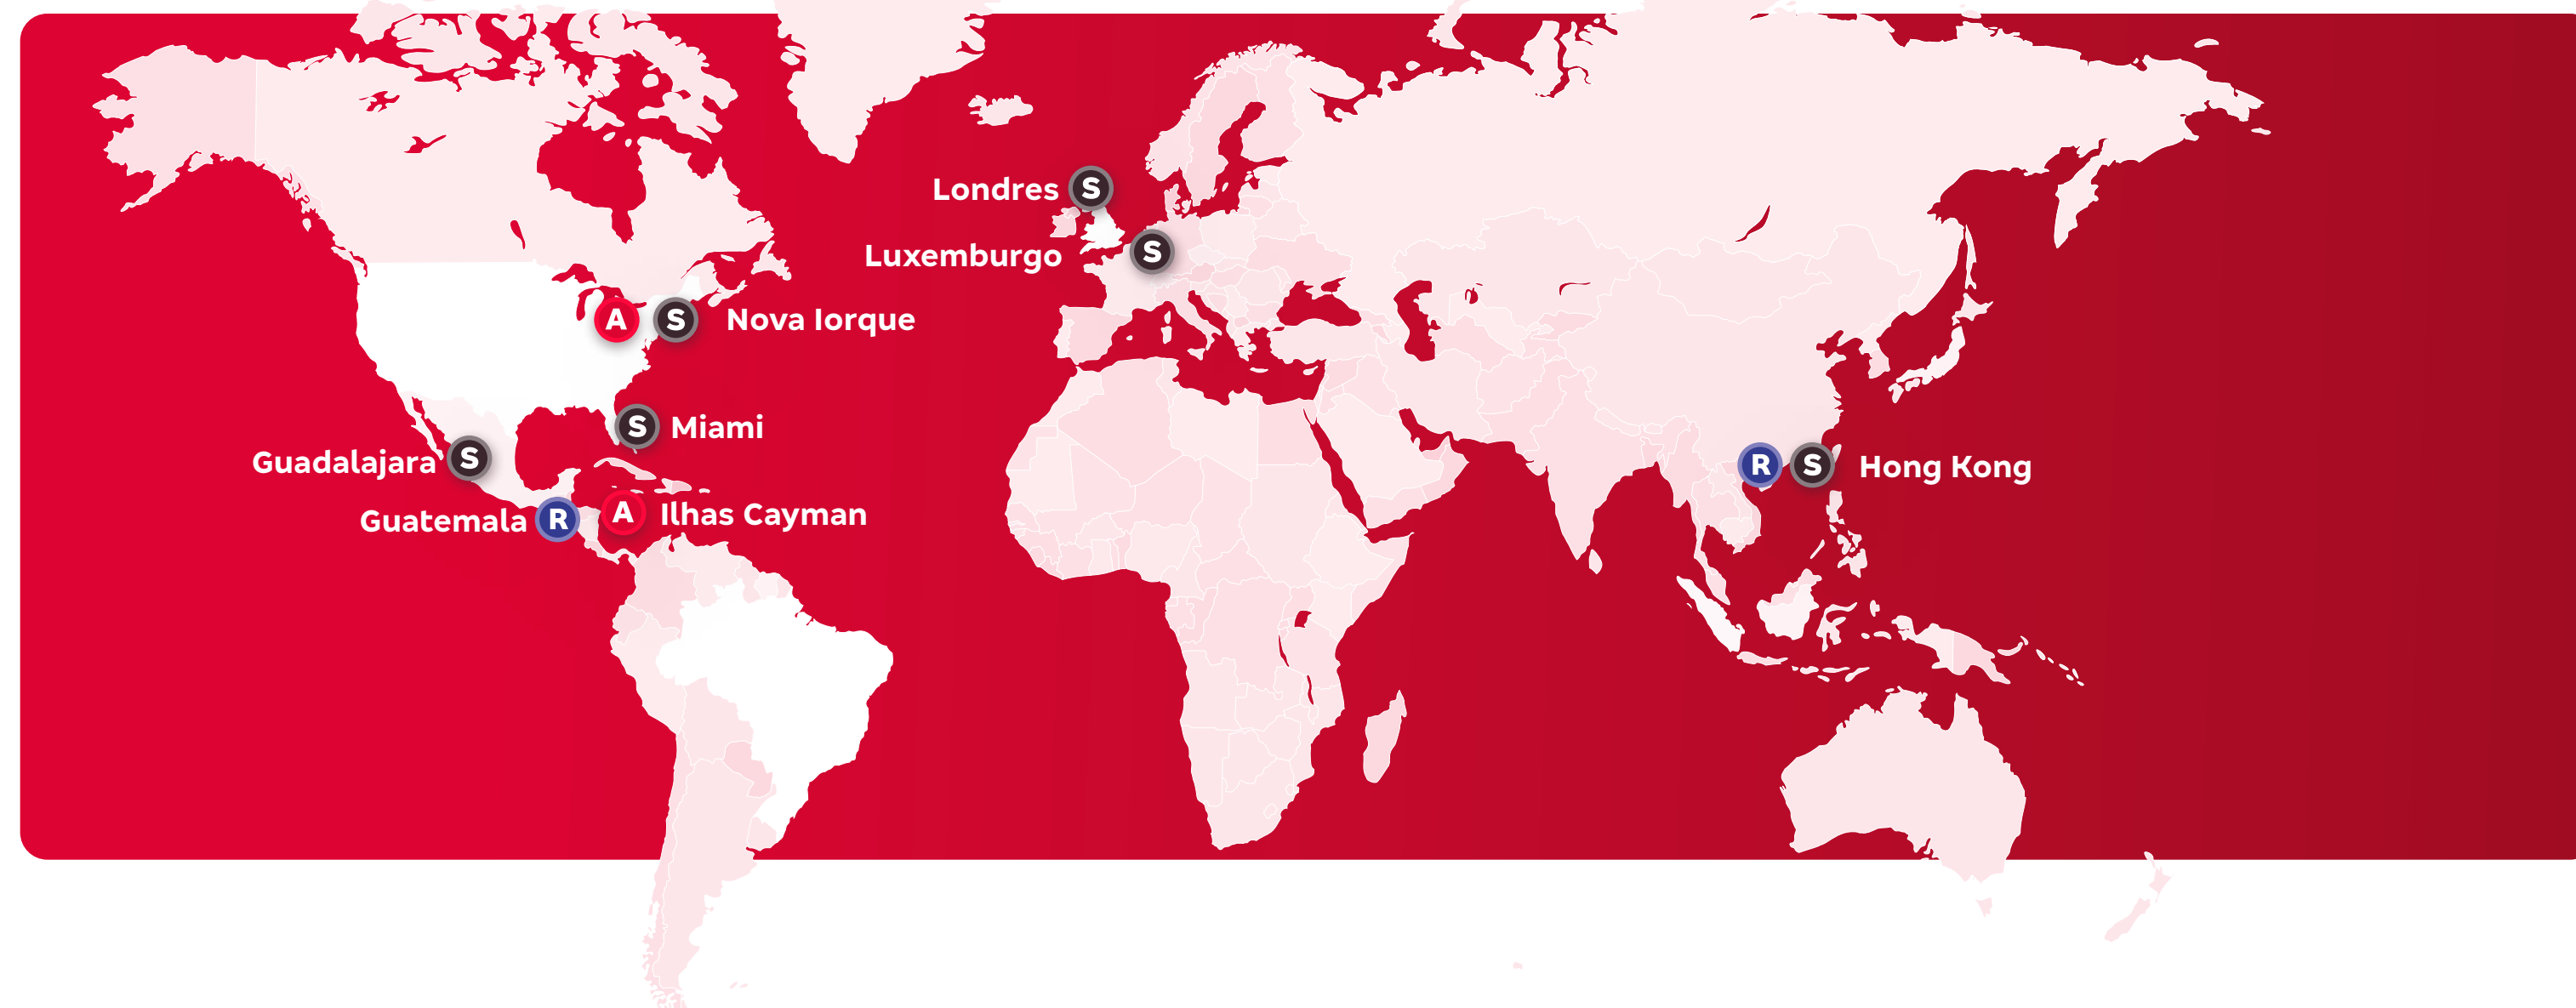 Londres S
Luxemburgo S
A S Nova Iorque
S Miami
Guadalajara S
R S Hong Kong
Guatemala R
A Ilhas Cayman